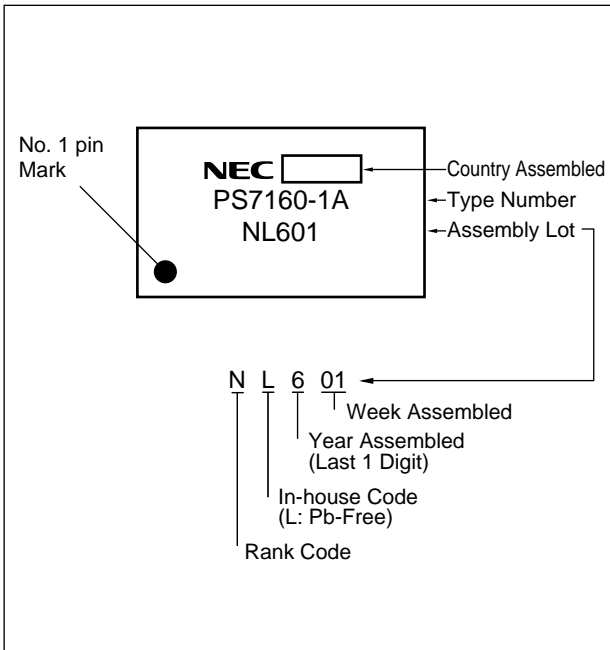 No. 1 pin
Mark
NEC
Country Assembled
PS7160-1A
Type Number
NL601
Assembly Lot
N L 6 01
Week Assembled
Year Assembled
(Last 1 Digit)
In-house Code
(L: Pb-Free)
Rank Code